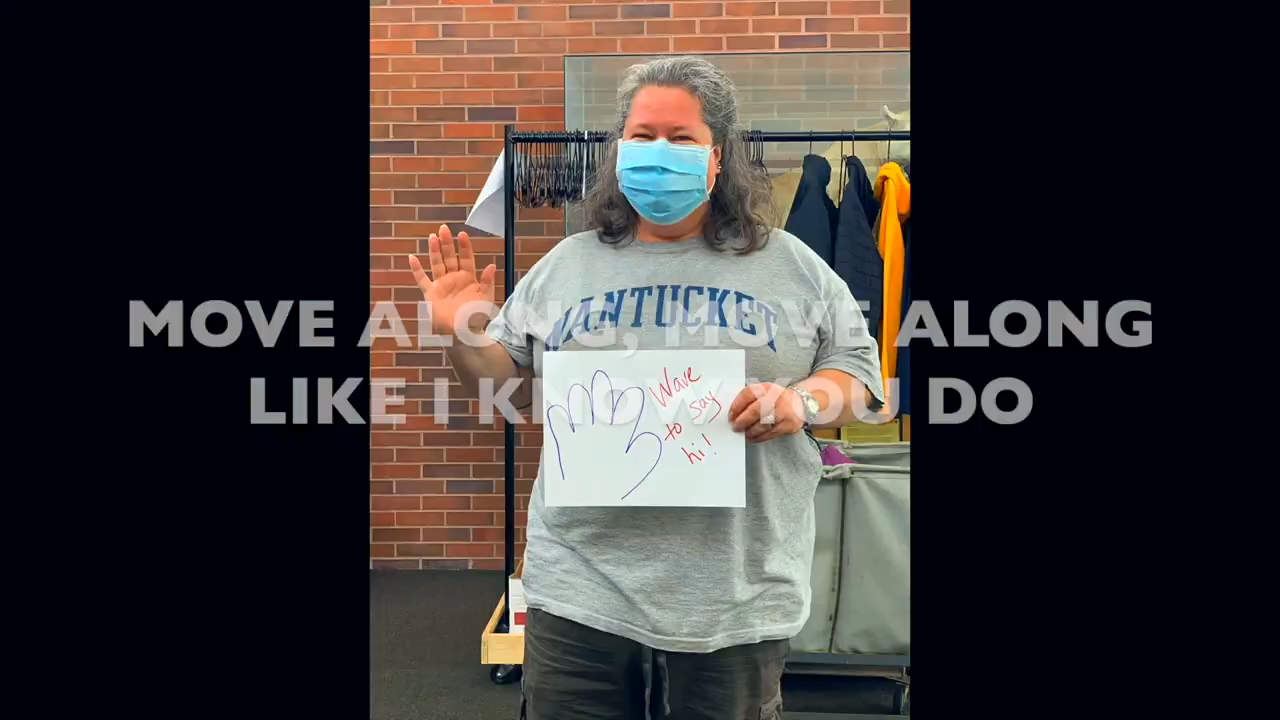 NANTUCKET
MOVE ALONG, MOVE ALONG
LIKE I KNOW YOU DO
Wave
to say
hi!